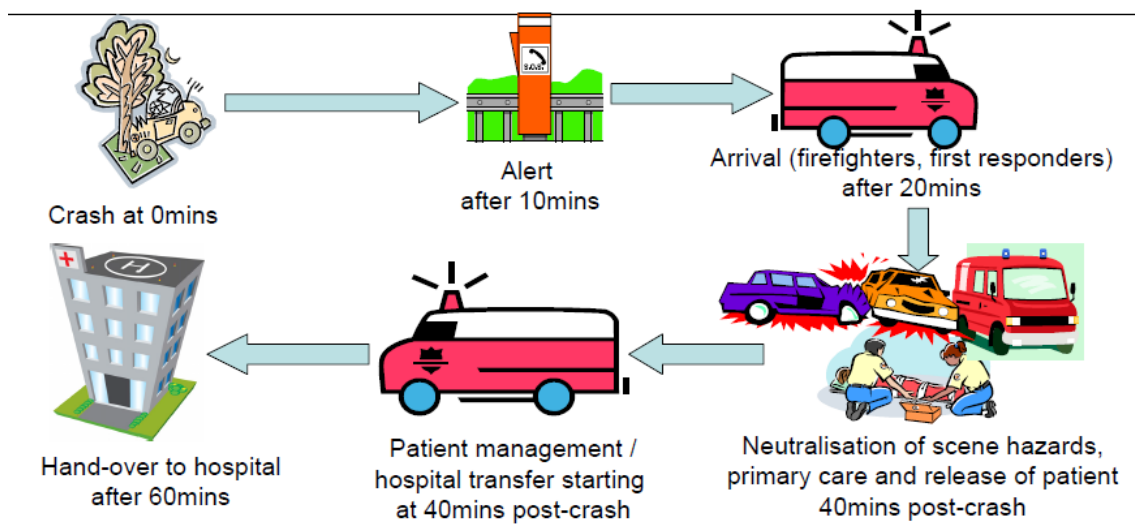 S.O.S.
Alert
after 10mins
Arrival (firefighters, first responders)
after 20mins
Crash at 0mins
H
Neutralisation of scene hazards,
primary care and release of patient
40mins post-crash
Patient management /
hospital transfer starting
at 40mins post-crash
Hand-over to hospital
after 60mins